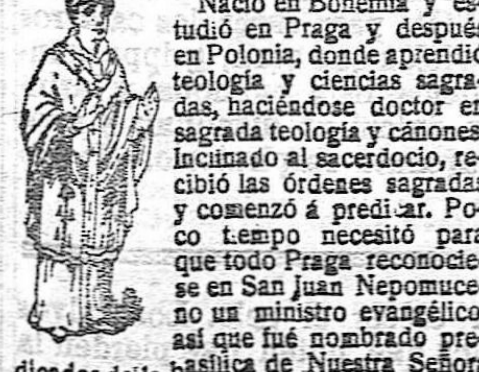 Nació en Bohemia y es-
tudió en Praga y después
en Polonia, donde aprendió
teología y ciencias sagra-
das, haciéndose doctor en
sagrada teología y cánones.
Inclinado al sacerdocio, re-
cibió las órdenes sagradas
y comenzó á predicar. Po-
co tiempo necesitó para
que todo Praga reconocie-
se en San Juan Nepomuce-
no un ministro evangélico
así que fué nombrado pre-
basílica de Nuestra Señora